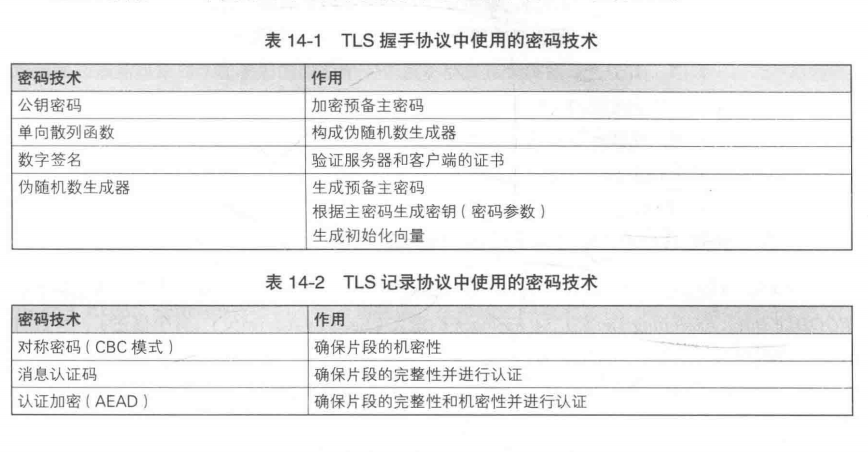 表 14-1 TLS 握手协议中使用的密码技术
密码技术 作用
公钥密码 加密预备主密码
单向散列函数 构成伪随机数生成器
数字签名 验证服务器和客户端的证书
伪随机数生成器 生成预备主密码
根据主密码生成密钥（密码参数）
生成初始化向量
表 14-2 TLS 记录协议中使用的密码技术
密码技术 作用
对称密码（CBC 模式） 确保片段的机密性
消息认证码 确保片段的完整性并进行认证
认证加密（AEAD） 确保片段的完整性和机密性并进行认证